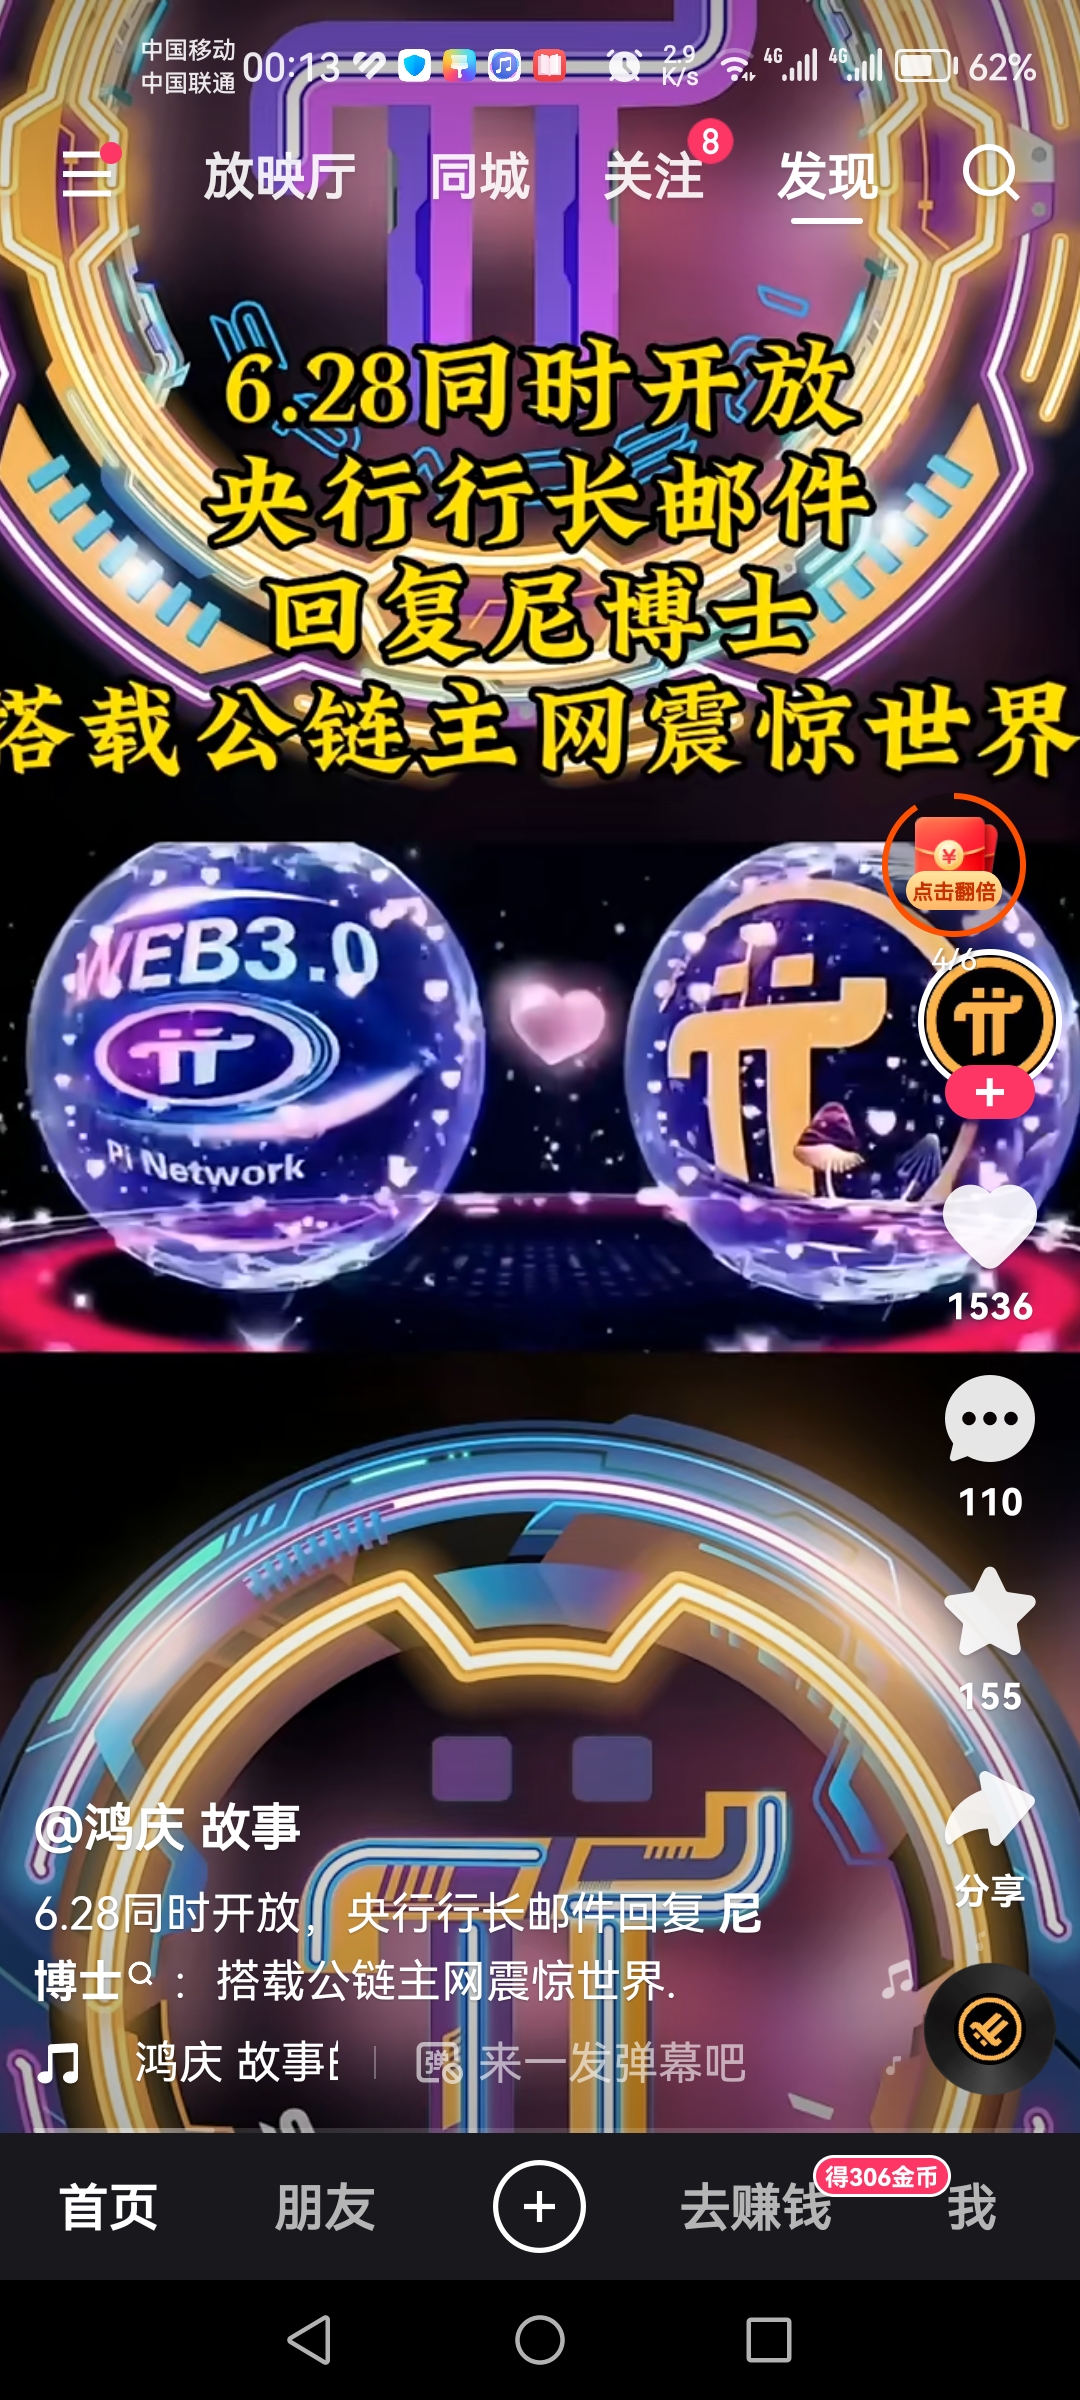 中国移动
中国联通
00:13
2.9
K/s
4G
4G
62%
放映厅 同城 关注 8 发现
6.28同时开放
央行行长邮件
回复尼博士
搭载公链主网震惊世界
点击翻倍
4/6
WEB3.0
Pi Network
1536
110
155
分享
@鸿庆 故事
6.28同时开放，央行行长邮件回复 尼
博士 ：搭载公链主网震惊世界.
鸿庆 故事
弹 来一发弹幕吧
首页 朋友 去赚钱 得306金币 我